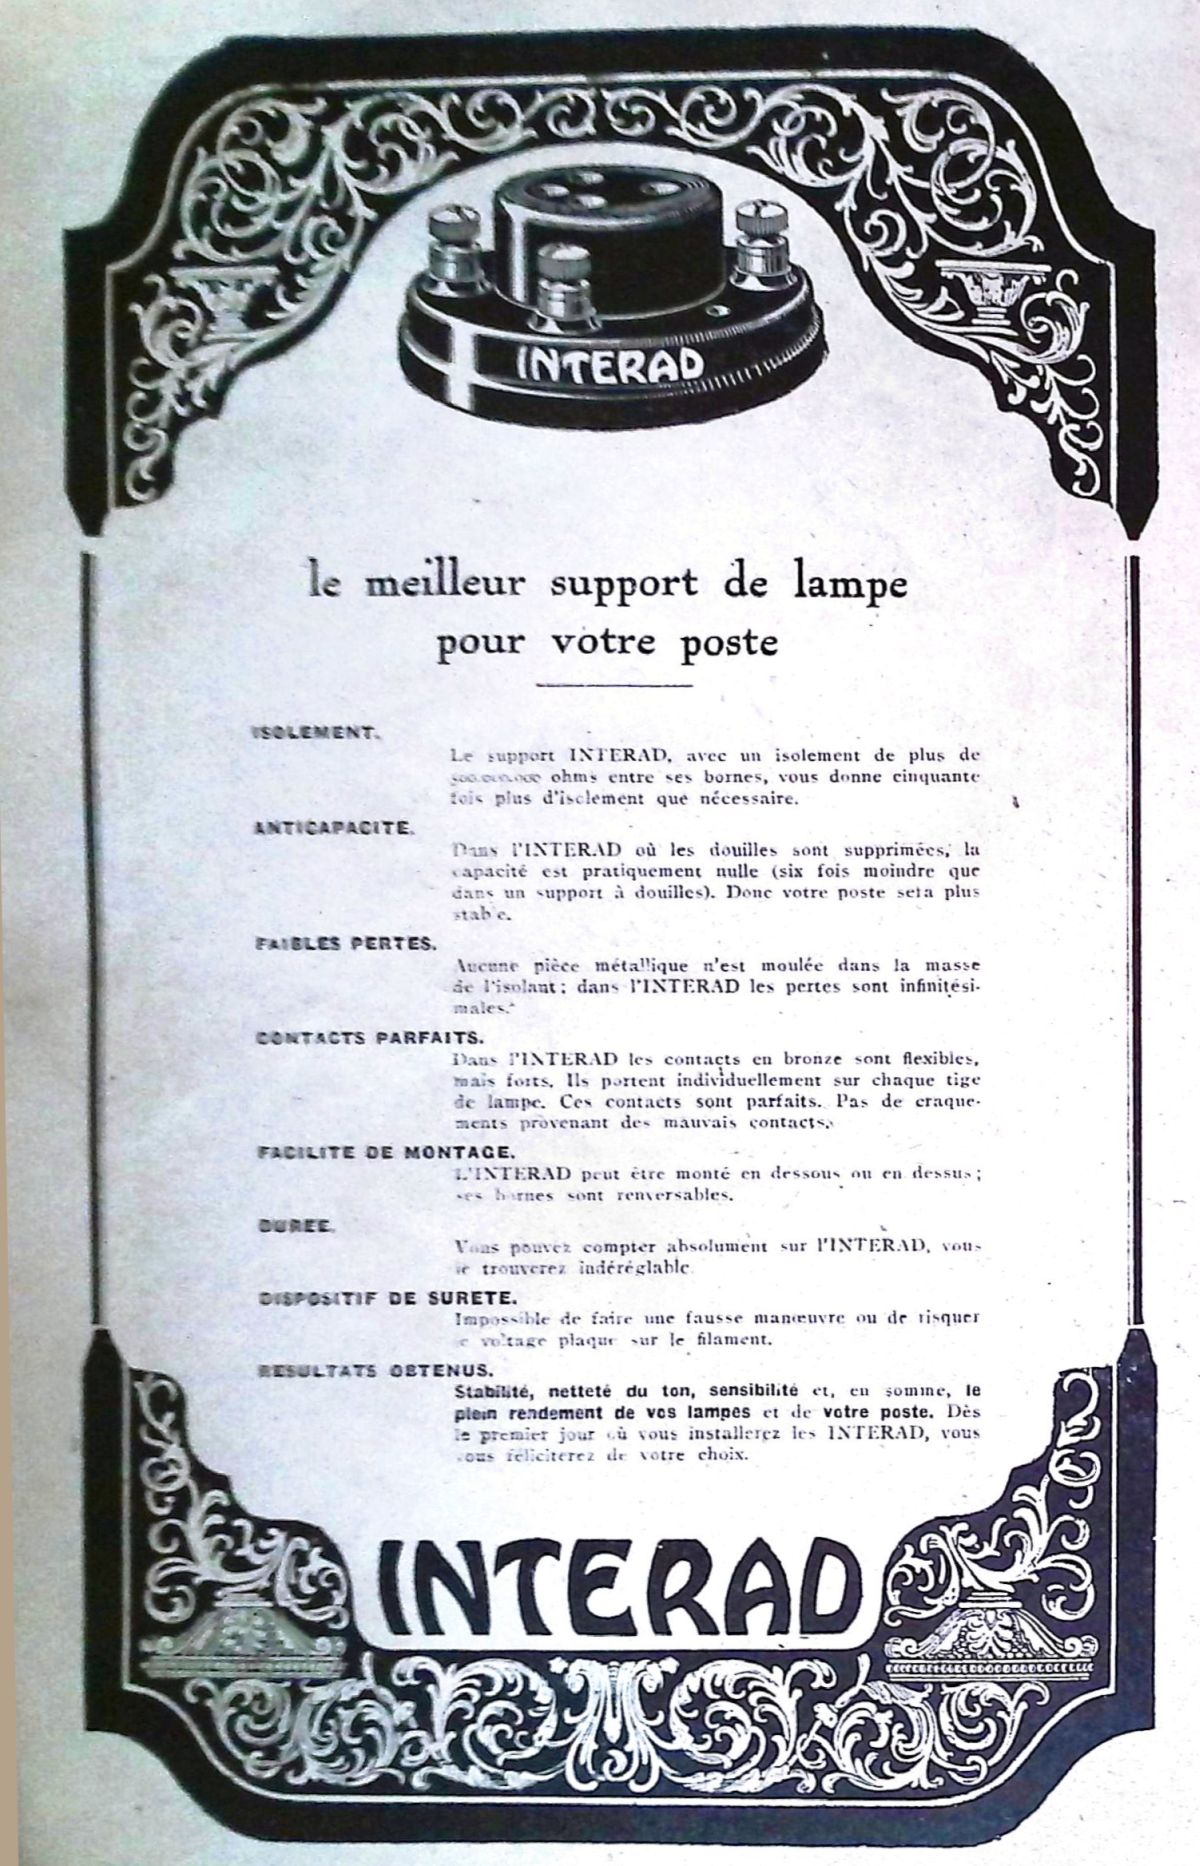 INTERAD
le meilleur support de lampe
pour votre poste
ISOLEMENT.
Le support INTERAD, avec un isolement de plus de
ohms entre ses bornes, vous donne cinquante
fois plus d'isolement que nécessaire.
ANTICAPACITE.
Dans l'INTERAD où les douilles sont supprimées, la
capacité est pratiquement nulle (six fois moindre que
dans un support à douilles). Donc votre poste sera plus
stable.
FAIBLES PERTES.
Aucune pièce métallique n'est moulée dans la masse
de l'isolant ; dans l'INTERAD les pertes sont infinitési-
males.
CONTACTS PARFAITS.
Dans l'INTERAD les contacts en bronze sont flexibles,
mais forts. Ils portent individuellement sur chaque tige
de lampe. Ces contacts sont parfaits. Pas de craque-
ments provenant des mauvais contacts.
FACILITE DE MONTAGE.
L'INTERAD peut être monté en dessous ou en dessus ;
ses bornes sont renversables.
DUREE.
Vous pouvez compter absolument sur l'INTERAD, vous
le trouverez indéréglable.
DISPOSITIF DE SURETE.
Impossible de faire une fausse manœuvre ou de risquer
le voltage plaque sur le filament.
RESULTATS OBTENUS.
Stabilité, netteté du ton, sensibilité et, en somme, le
plein rendement de vos lampes et de votre poste. Dès
le premier jour où vous installerez les INTERAD, vous
vous féliciterez de votre choix.
INTERAD